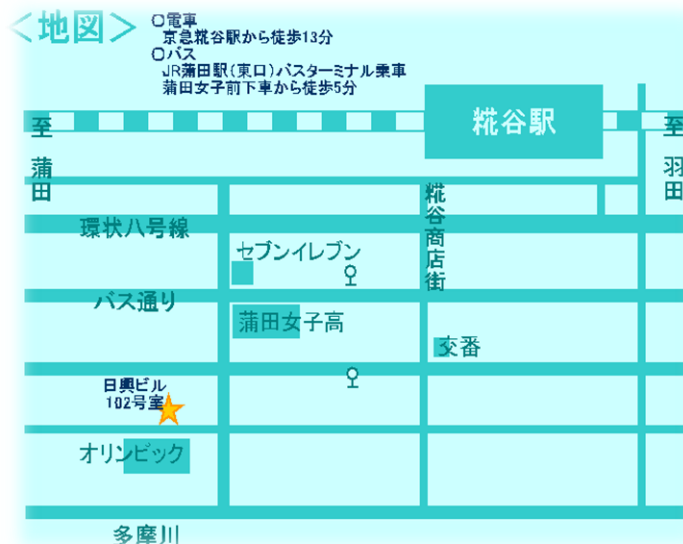 ＜地図＞
○電車
京急糀谷駅から徒歩13分
○バス
JR蒲田駅(東口)バスターミナル乗車
蒲田女子前下車から徒歩5分
糀谷駅
至 蒲田
至 羽田
糀谷商店街
環状八号線
セブンイレブン
バス通り
蒲田女子高
交番
日興ビル
102号室
オリンピック
多摩川